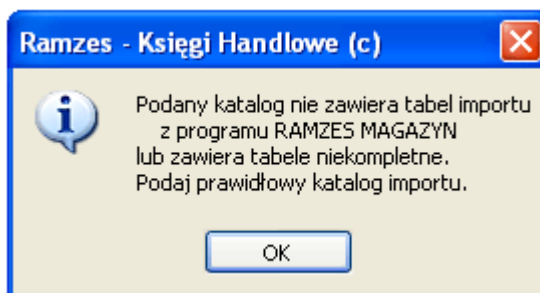 Ramzes - Księgi Handlowe (c)
Podany katalog nie zawiera tabel importu
z programu RAMZES MAGAZYN
lub zawiera tabele niekompletne.
Podaj prawidłowy katalog importu.
OK